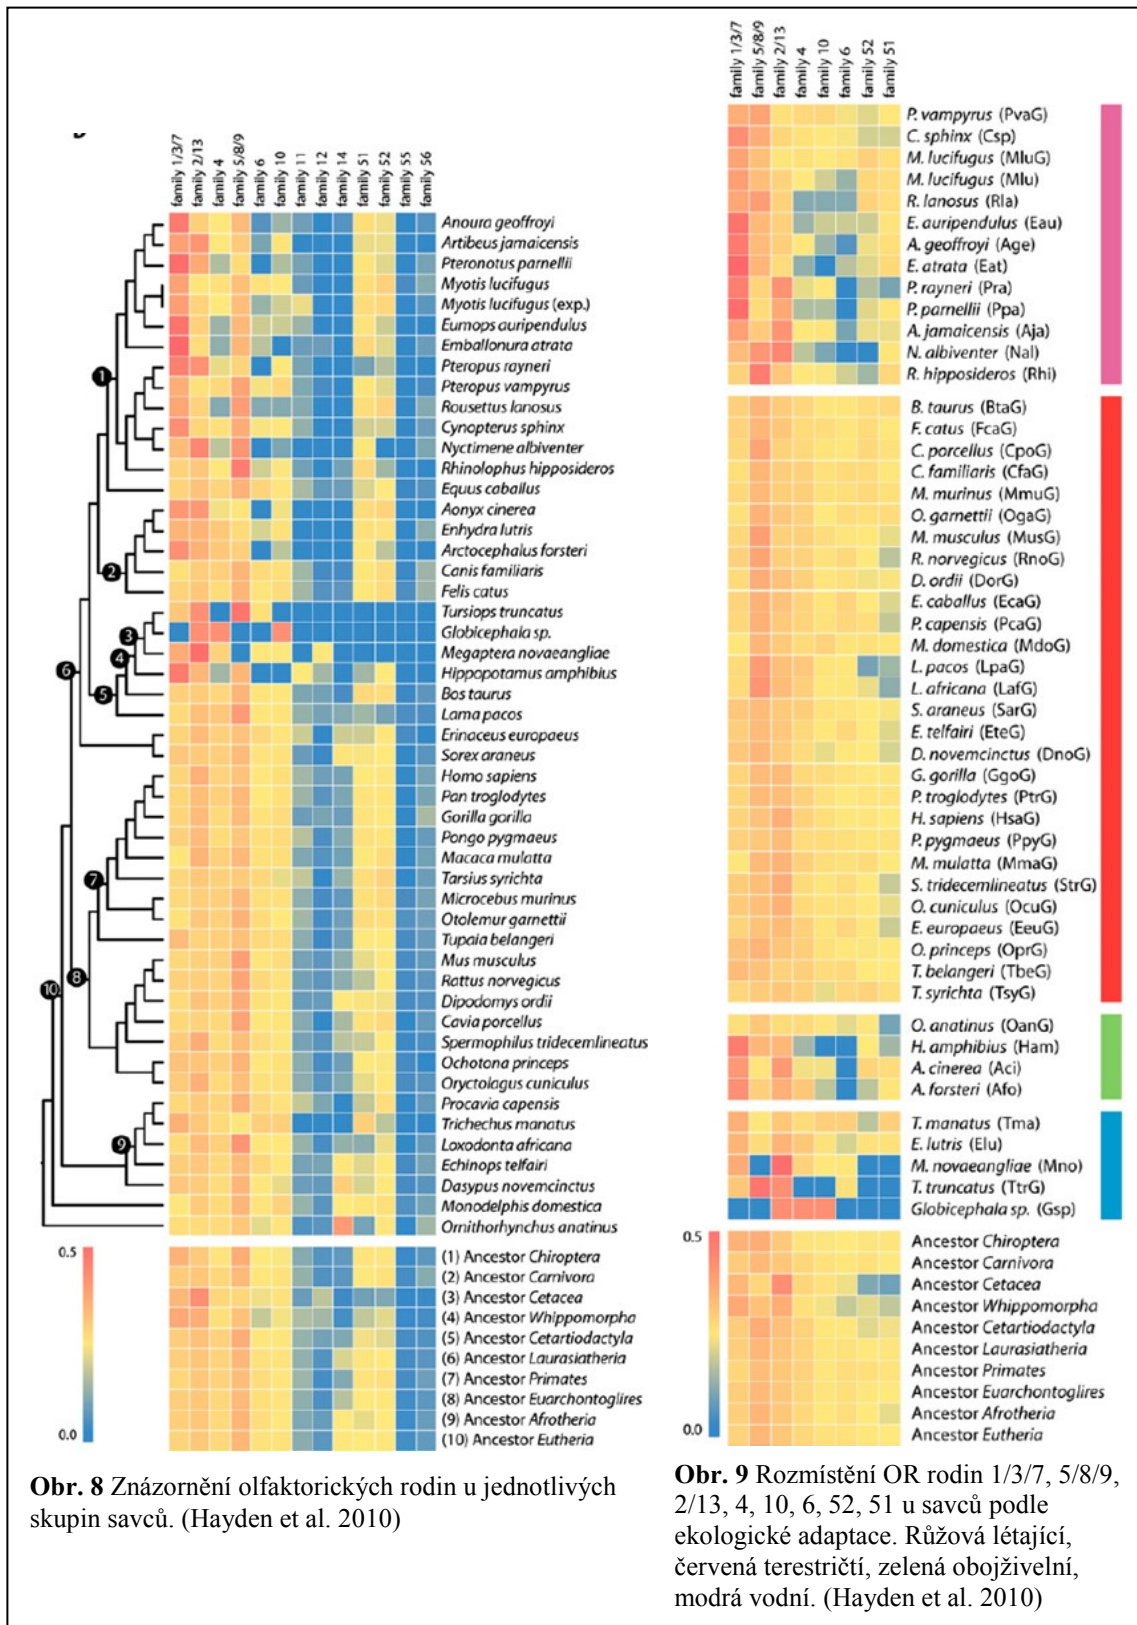 family 1/3/7
family 2/13
family 4
family 5/8/9
family 6
family 10
family 11
family 12
family 14
family 51
family 52
family 55
family 56
Anoura geoffroyi
Artibeus jamaicensis
Pteronotus parnellii
Myotis lucifugus
Myotis lucifugus (exp.)
Eumops auripendulus
Emballonura atrata
Pteropus rayneri
Pteropus vampyrus
Rousettus lanosus
Cynopterus sphinx
Nyctimene albiventer
Rhinolophus hipposideros
Equus caballus
Aonyx cinerea
Enhydra lutris
Arctocephalus forsteri
Canis familiaris
Felis catus
Tursiops truncatus
Globicephala sp.
Megaptera novaeangliae
Hippopotamus amphibius
Bos taurus
Lama pacos
Erinaceus europaeus
Sorex araneus
Homo sapiens
Pan troglodytes
Gorilla gorilla
Pongo pygmaeus
Macaca mulatta
Tarsius syrichta
Microcebus murinus
Otolemur garnettii
Tupaia belangeri
Mus musculus
Rattus norvegicus
Dipodomys ordii
Cavia porcellus
Spermophilus tridecemlineatus
Ochotona princeps
Oryctolagus cuniculus
Procavia capensis
Trichechus manatus
Loxodonta africana
Echinops telfairi
Dasypus novemcinctus
Monodelphis domestica
Ornithorhynchus anatinus
1
2
3
4
5
6
7
8
9
10
0.5
0.0
(1) Ancestor Chiroptera
(2) Ancestor Carnivora
(3) Ancestor Cetacea
(4) Ancestor Whippomorpha
(5) Ancestor Cetartiodactyla
(6) Ancestor Laurasiatheria
(7) Ancestor Primates
(8) Ancestor Euarchontoglires
(9) Ancestor Afrotheria
(10) Ancestor Eutheria
Obr. 8 Znázornění olfaktorických rodin u jednotlivých
skupin savců. (Hayden et al. 2010)
family 1/3/7
family 5/8/9
family 2/13
family 4
family 10
family 6
family 52
family 51
P. vampyrus (PvaG)
C. sphinx (Csp)
M. lucifugus (MluG)
M. lucifugus (Mlu)
R. lanosus (Rla)
E. auripendulus (Eau)
A. geoffroyi (Age)
E. atrata (Eat)
P. rayneri (Pra)
P. parnellii (Ppa)
A. jamaicensis (Aja)
N. albiventer (Nal)
R. hipposideros (Rhi)
B. taurus (BtaG)
F. catus (FcaG)
C. porcellus (CpoG)
C. familiaris (CfaG)
M. murinus (MmuG)
O. garnettii (OgaG)
M. musculus (MusG)
R. norvegicus (RnoG)
D. ordii (DorG)
E. caballus (EcaG)
P. capensis (PcaG)
M. domestica (MdoG)
L. pacos (LpaG)
L. africana (LafG)
S. araneus (SarG)
E. telfairi (EteG)
D. novemcinctus (DnoG)
G. gorilla (GgoG)
P. troglodytes (PtrG)
H. sapiens (HsaG)
P. pygmaeus (PpyG)
M. mulatta (MmaG)
S. tridecemlineatus (StrG)
O. cuniculus (OcuG)
E. europaeus (EeuG)
O. princeps (OprG)
T. belangeri (TbeG)
T. syrichta (TsyG)
O. anatinus (OanG)
H. amphibius (Ham)
A. cinerea (Aci)
A. forsteri (Afo)
T. manatus (Tma)
E. lutris (Elu)
M. novaeangliae (Mno)
T. truncatus (TtrG)
Globicephala sp. (Gsp)
0.5
0.0
Ancestor Chiroptera
Ancestor Carnivora
Ancestor Cetacea
Ancestor Whippomorpha
Ancestor Cetartiodactyla
Ancestor Laurasiatheria
Ancestor Primates
Ancestor Euarchontoglires
Ancestor Afrotheria
Ancestor Eutheria
Obr. 9 Rozmístění OR rodin 1/3/7, 5/8/9,
2/13, 4, 10, 6, 52, 51 u savců podle
ekologické adaptace. Růžová létající,
červená terestričtí, zelená obojživelní,
modrá vodní. (Hayden et al. 2010)